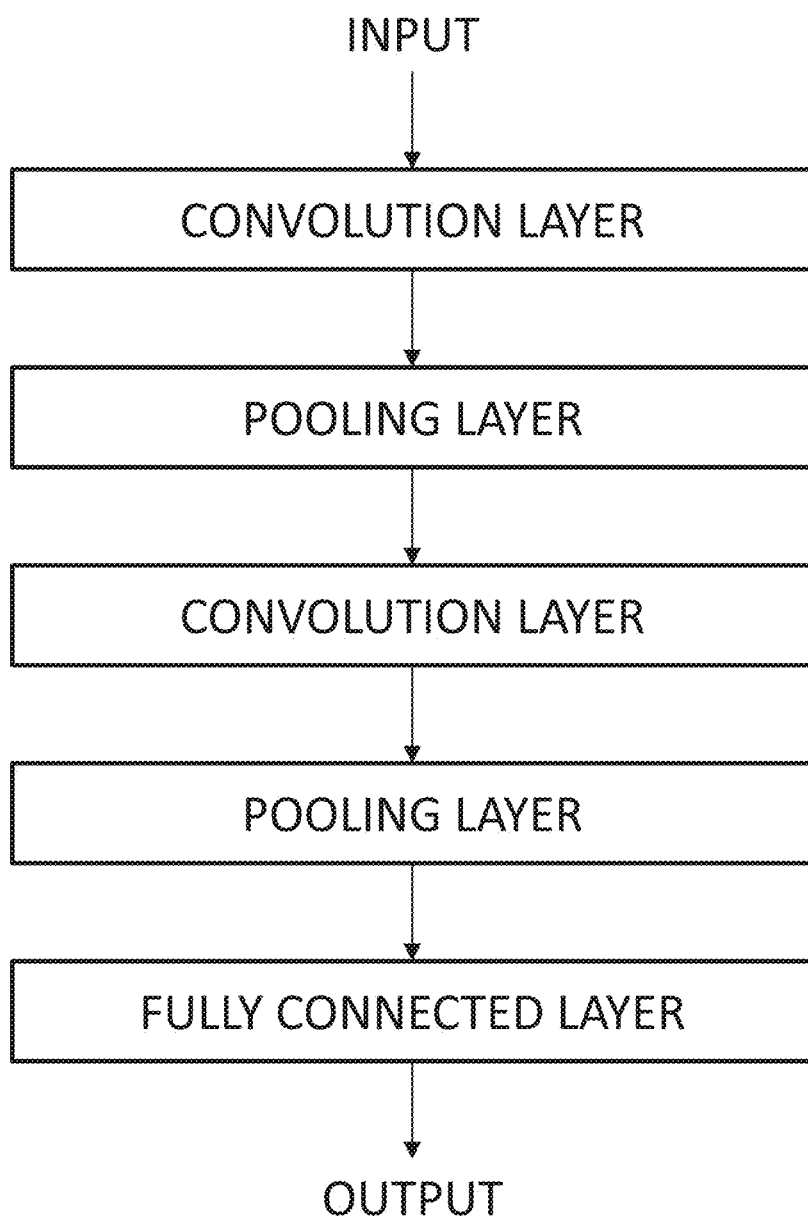 INPUT
CONVOLUTION LAYER
POOLING LAYER
CONVOLUTION LAYER
POOLING LAYER
FULLY CONNECTED LAYER
OUTPUT